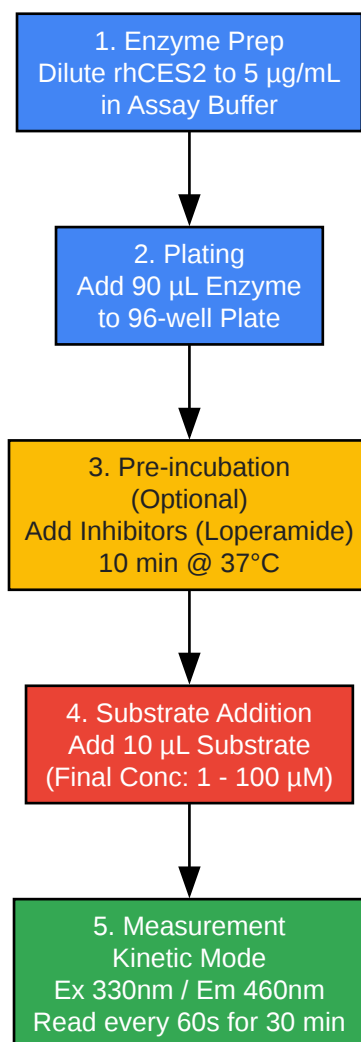 1. Enzyme Prep
Dilute rhCES2 to 5 µg/mL
in Assay Buffer
2. Plating
Add 90 µL Enzyme
to 96-well Plate
3. Pre-incubation
(Optional)
Add Inhibitors (Loperamide)
10 min @ 37°C
4. Substrate Addition
Add 10 µL Substrate
(Final Conc: 1 - 100 µM)
5. Measurement
Kinetic Mode
Ex 330nm / Em 460nm
Read every 60s for 30 min